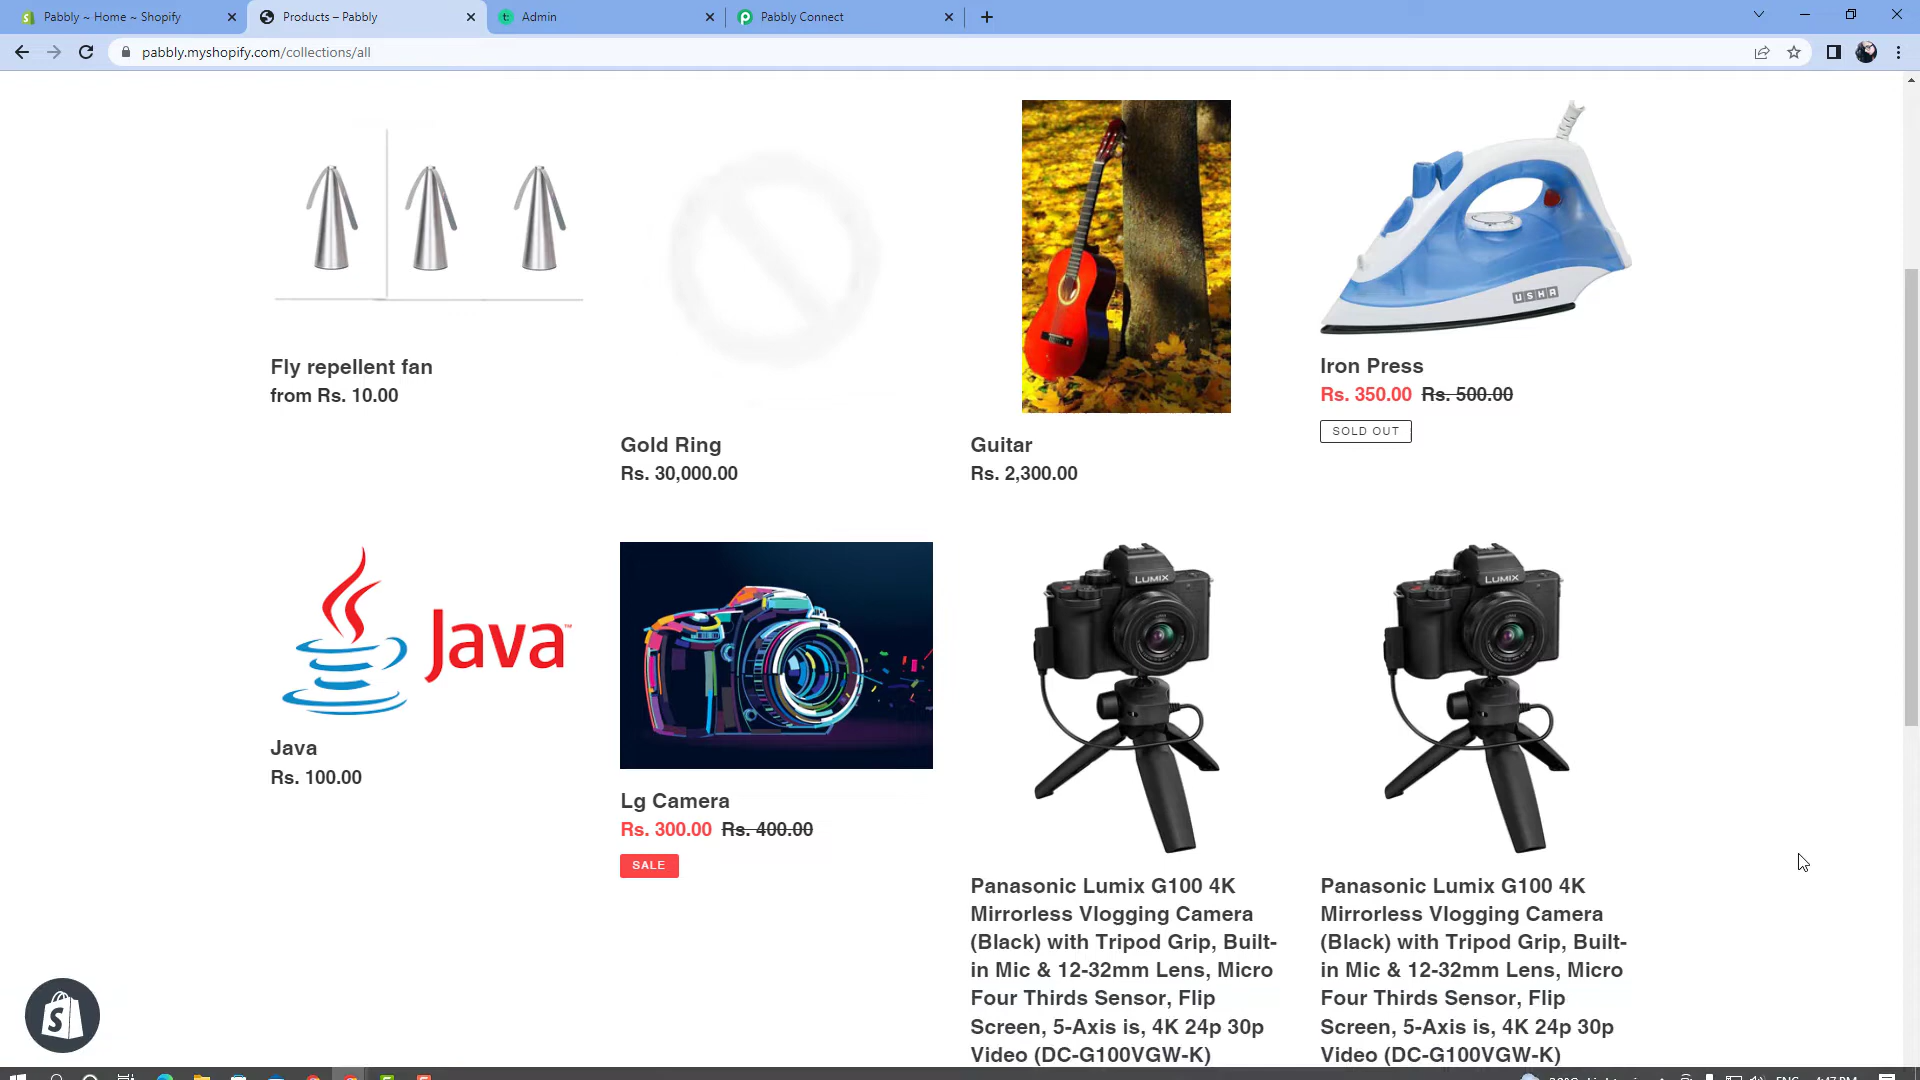 Pabbly ~ Home ~ Shopify
Products – Pabbly
Admin
Pabbly Connect
pabbly.myshopify.com/collections/all
USHA
Fly repellent fan
from Rs. 10.00
Gold Ring
Rs. 30,000.00
Guitar
Rs. 2,300.00
Iron Press
Rs. 350.00 Rs. 500.00
SOLD OUT
Java™
LUMIX
LUMIX
Java
Rs. 100.00
Lg Camera
Rs. 300.00 Rs. 400.00
SALE
Panasonic Lumix G100 4K
Mirrorless Vlogging Camera
(Black) with Tripod Grip, Built-
in Mic & 12-32mm Lens, Micro
Four Thirds Sensor, Flip
Screen, 5-Axis is, 4K 24p 30p
Video (DC-G100VGW-K)
Panasonic Lumix G100 4K
Mirrorless Vlogging Camera
(Black) with Tripod Grip, Built-
in Mic & 12-32mm Lens, Micro
Four Thirds Sensor, Flip
Screen, 5-Axis is, 4K 24p 30p
Video (DC-G100VGW-K)